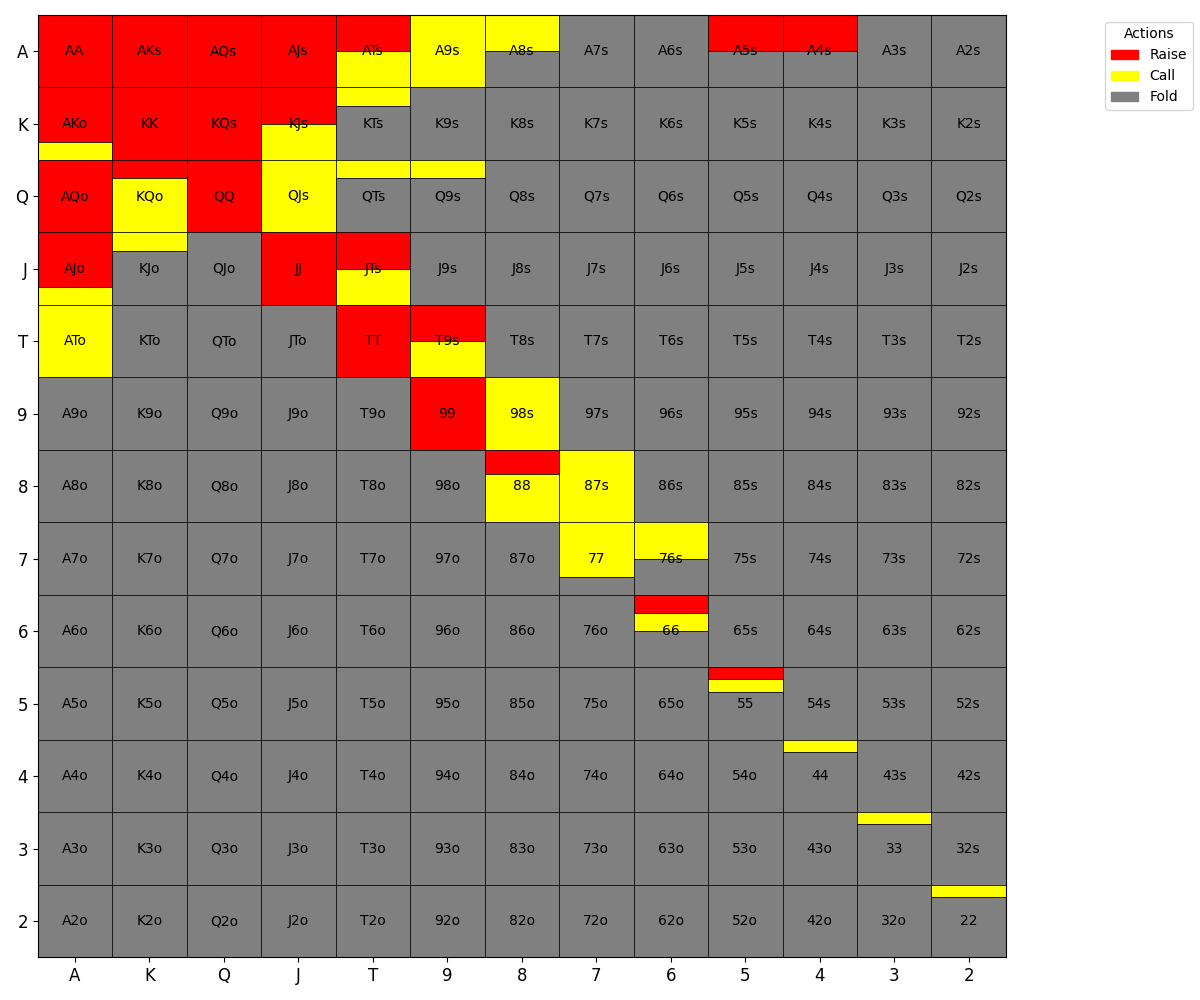 Actions
Raise
Call
Fold
A AA AKs AQs AJs ATs A9s A8s A7s A6s A5s A4s A3s A2s
K AKo KK KQs KJs KTs K9s K8s K7s K6s K5s K4s K3s K2s
Q AQo KQo QQ QJs QTs Q9s Q8s Q7s Q6s Q5s Q4s Q3s Q2s
J AJo KJo QJo JJ JTs J9s J8s J7s J6s J5s J4s J3s J2s
T ATo KTo QTo JTo TT T9s T8s T7s T6s T5s T4s T3s T2s
9 A9o K9o Q9o J9o T9o 99 98s 97s 96s 95s 94s 93s 92s
8 A8o K8o Q8o J8o T8o 98o 88 87s 86s 85s 84s 83s 82s
7 A7o K7o Q7o J7o T7o 97o 87o 77 76s 75s 74s 73s 72s
6 A6o K6o Q6o J6o T6o 96o 86o 76o 66 65s 64s 63s 62s
5 A5o K5o Q5o J5o T5o 95o 85o 75o 65o 55 54s 53s 52s
4 A4o K4o Q4o J4o T4o 94o 84o 74o 64o 54o 44 43s 42s
3 A3o K3o Q3o J3o T3o 93o 83o 73o 63o 53o 43o 33 32s
2 A2o K2o Q2o J2o T2o 92o 82o 72o 62o 52o 42o 32o 22
A K Q J T 9 8 7 6 5 4 3 2